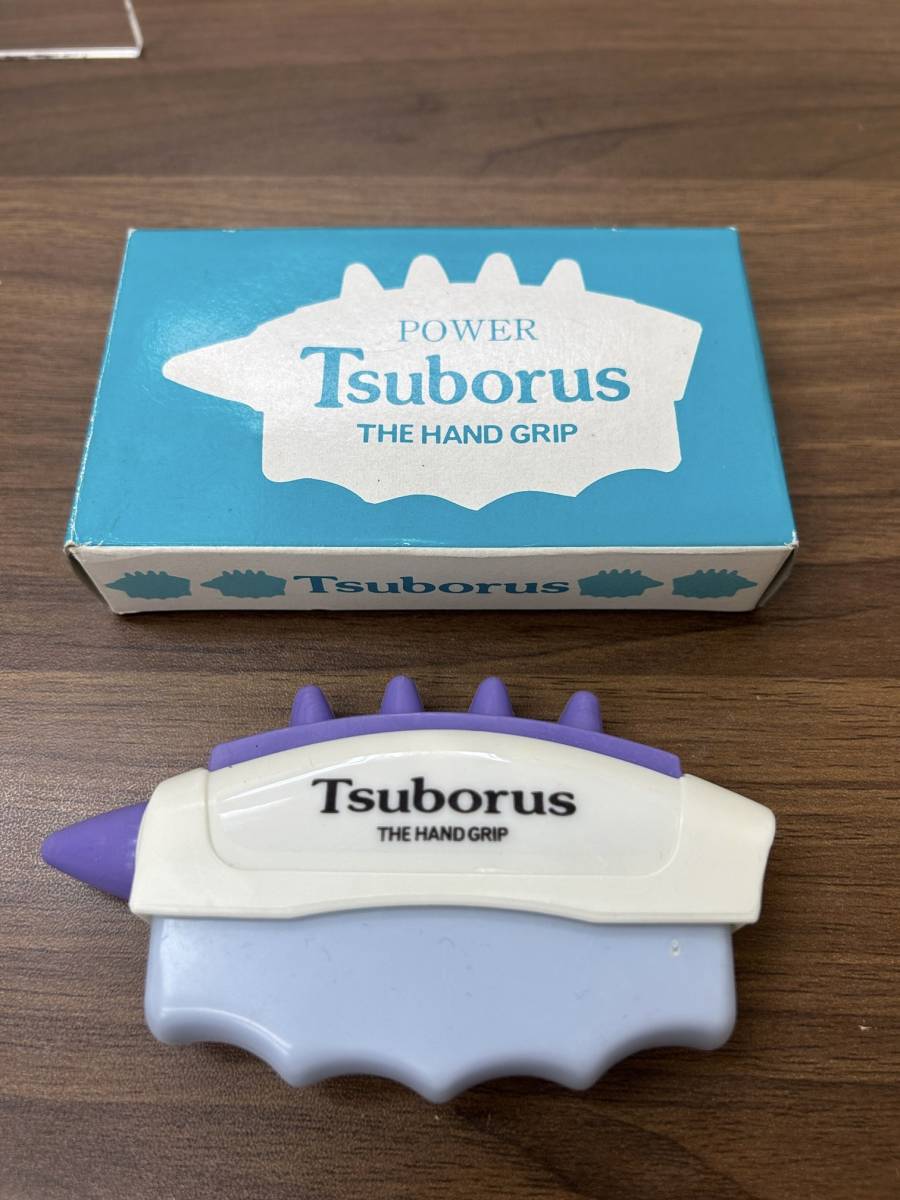 POWER
Tsuborus
THE HAND GRIP
Tsuborus
Tsuborus
THE HAND GRIP